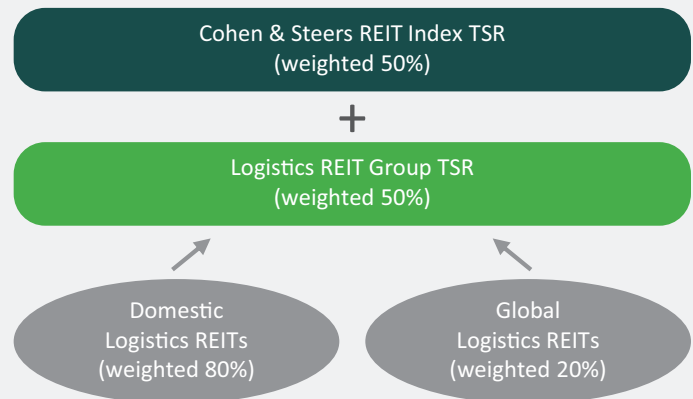 Cohen & Steers REIT Index TSR
(weighted 50%)
+
Logistics REIT Group TSR
(weighted 50%)
Domestic
Logistics REITs
(weighted 80%)
Global
Logistics REITs
(weighted 20%)